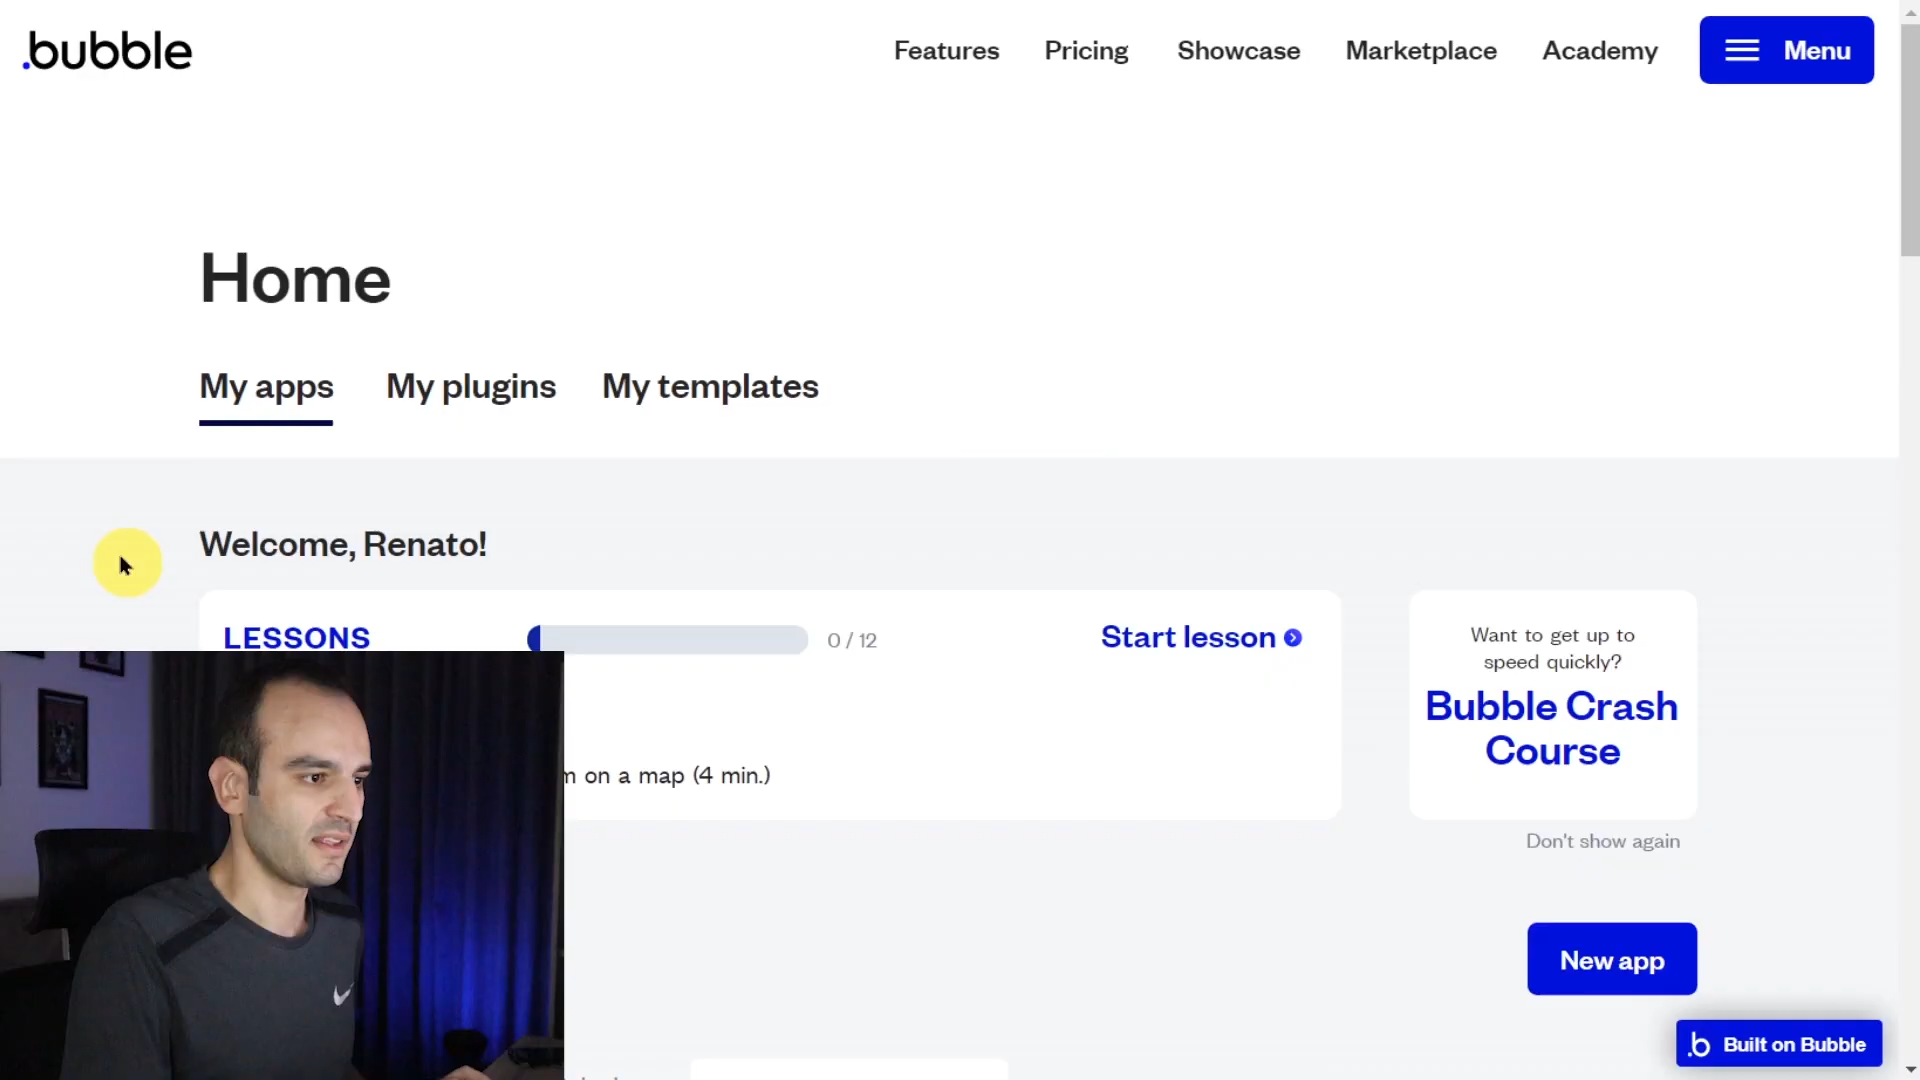 .bubble
Features
Pricing
Showcase
Marketplace
Academy
Menu
Home
My apps
My plugins
My templates
Welcome, Renato!
LESSONS
0 / 12
Start lesson
on a map (4 min.)
Want to get up to
speed quickly?
Bubble Crash
Course
Don't show again
New app
.b Built on Bubble